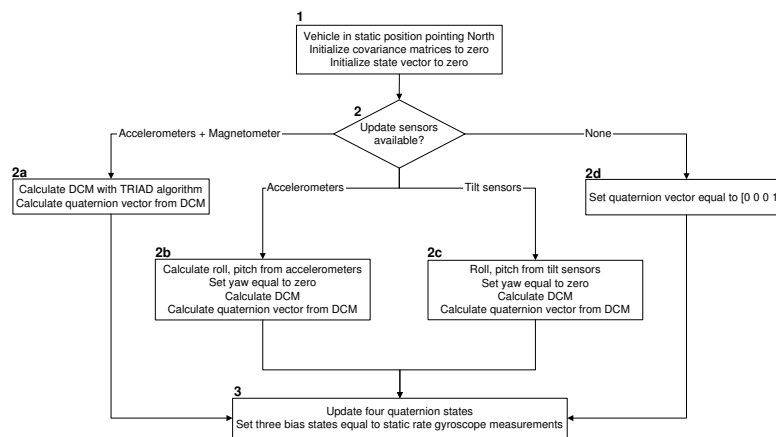 1
Vehicle in static position pointing North
Initialize covariance matrices to zero
Initialize state vector to zero
2
Update sensors
available?
Accelerometers + Magnetometer
None
2a
Calculate DCM with TRIAD algorithm
Calculate quaternion vector from DCM
Accelerometers
Tilt sensors
2d
Set quaternion vector equal to [0 0 0 1
2b
Calculate roll, pitch from accelerometers
Set yaw equal to zero
Calculate DCM
Calculate quaternion vector from DCM
2c
Roll, pitch from tilt sensors
Set yaw equal to zero
Calculate DCM
Calculate quaternion vector from DCM
3
Update four quaternion states
Set three bias states equal to static rate gyroscope measurements